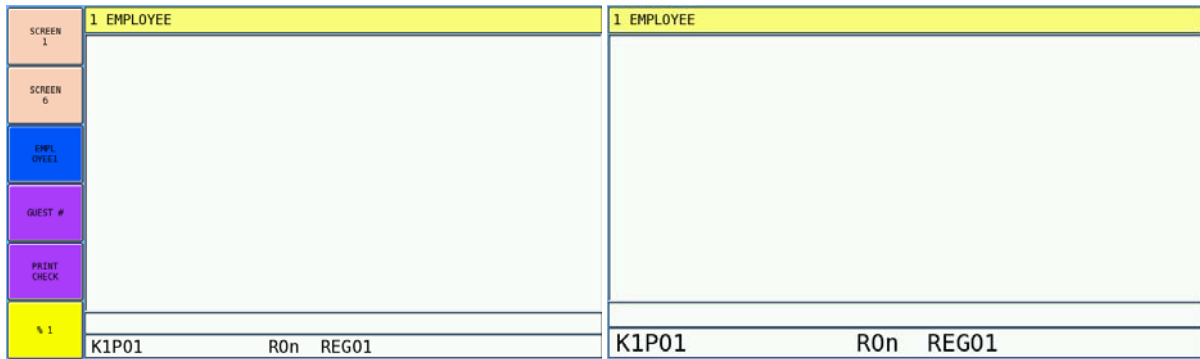 SCREEN
1
SCREEN
6
EMPL
OYEE1
GUEST #
PRINT
CHECK
% 1
1 EMPLOYEE
K1P01 R0n REG01
1 EMPLOYEE
K1P01 R0n REG01